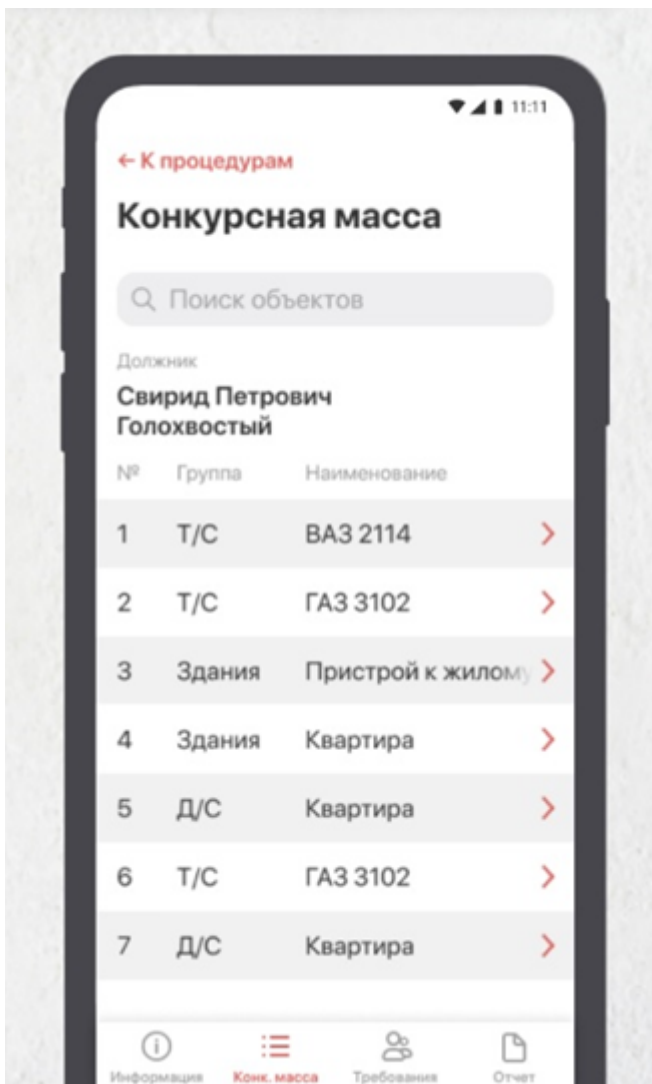 11:11
← К процедурам
Конкурсная масса
Поиск объектов
Должник
Свирид Петрович
Голохвостый
№ Группа Наименование
1 Т/С ВАЗ 2114
2 Т/С ГАЗ 3102
3 Здания Пристрой к жилому
4 Здания Квартира
5 Д/С Квартира
6 Т/С ГАЗ 3102
7 Д/С Квартира
Информация Конк. масса Требования Отчет